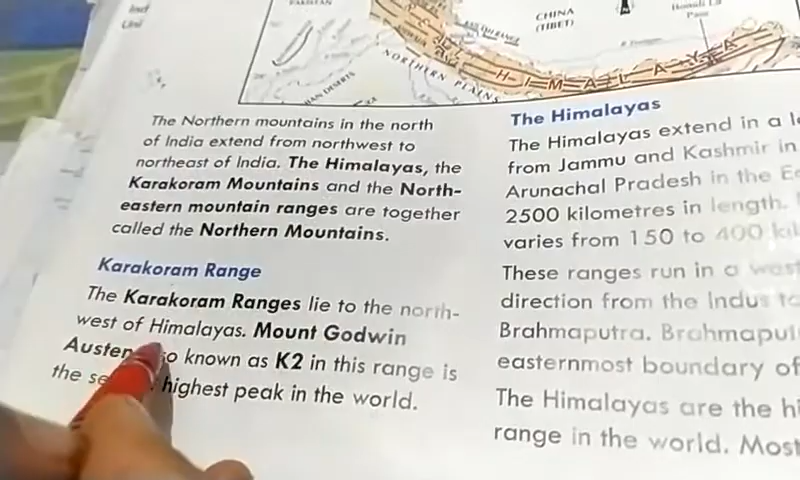 CHINA
(TIBET)
NORTHERN PLAINS
HIMALAYA
The Northern mountains in the north
of India extend from northwest to
northeast of India. The Himalayas, the
Karakoram Mountains and the North-
eastern mountain ranges are together
called the Northern Mountains.
Karakoram Range
The Karakoram Ranges lie to the north-
west of Himalayas. Mount Godwin
Austen known as K2 in this range is
the highest peak in the world.
The Himalayas
The Himalayas extend in a
from Jammu and Kashmir in
Arunachal Pradesh in the
2500 kilometres in length.
varies from 150 to 400
These ranges run in a
direction from the Indus
Brahmaputra.
easternmost boundary of
The Himalayas are the
range in the world. Most